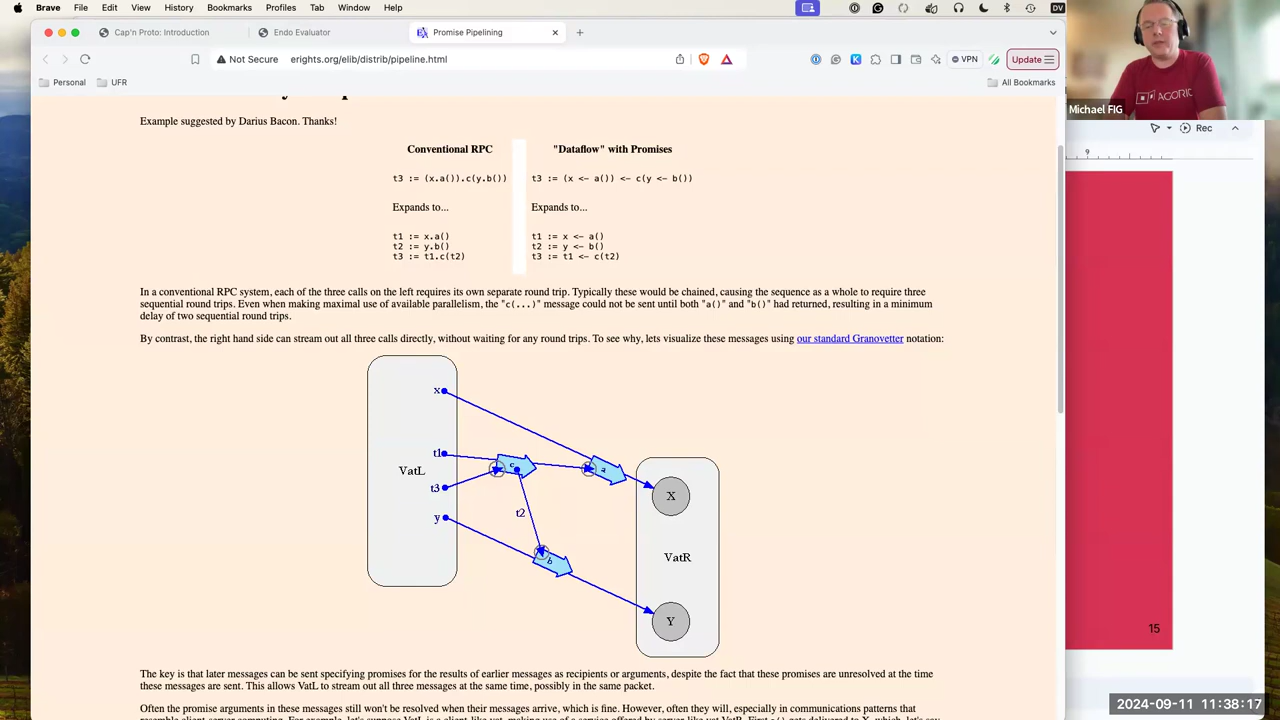 Brave File Edit View History Bookmarks Profiles Tab Window Help
DV
Cap'n Proto: Introduction
Endo Evaluator
Promise Pipelining
Not Secure erights.org/elib/distrib/pipeline.html
VPN
Update
Personal
UFR
All Bookmarks
AGORIC
Michael FIG
Rec
9
Example suggested by Darius Bacon. Thanks!
Conventional RPC
"Dataflow" with Promises
t3 := (x.a()).c(y.b())
t3 := (x <- a()) <- c(y <- b())
Expands to...
Expands to...
t1 := x.a()
t2 := y.b()
t3 := t1.c(t2)
t1 := x <- a()
t2 := y <- b()
t3 := t1 <- c(t2)
In a conventional RPC system, each of the three calls on the left requires its own separate round trip. Typically these would be chained, causing the sequence as a whole to require three
sequential round trips. Even when making maximal use of available parallelism, the "c(...)" message could not be sent until both "a()" and "b()" had returned, resulting in a minimum
delay of two sequential round trips.
By contrast, the right hand side can stream out all three calls directly, without waiting for any round trips. To see why, lets visualize these messages using our standard Granovetter notation:
x
t1
c
a
VatL
t3
X
t2
y
b
VatR
Y
15
The key is that later messages can be sent specifying promises for the results of earlier messages as recipients or arguments, despite the fact that these promises are unresolved at the time
these messages are sent. This allows VatL to stream out all three messages at the same time, possibly in the same packet.
Often the promise arguments in these messages still won't be resolved when their messages arrive, which is fine. However, often they will, especially in communications patterns that
2024-09-11 11:38:17